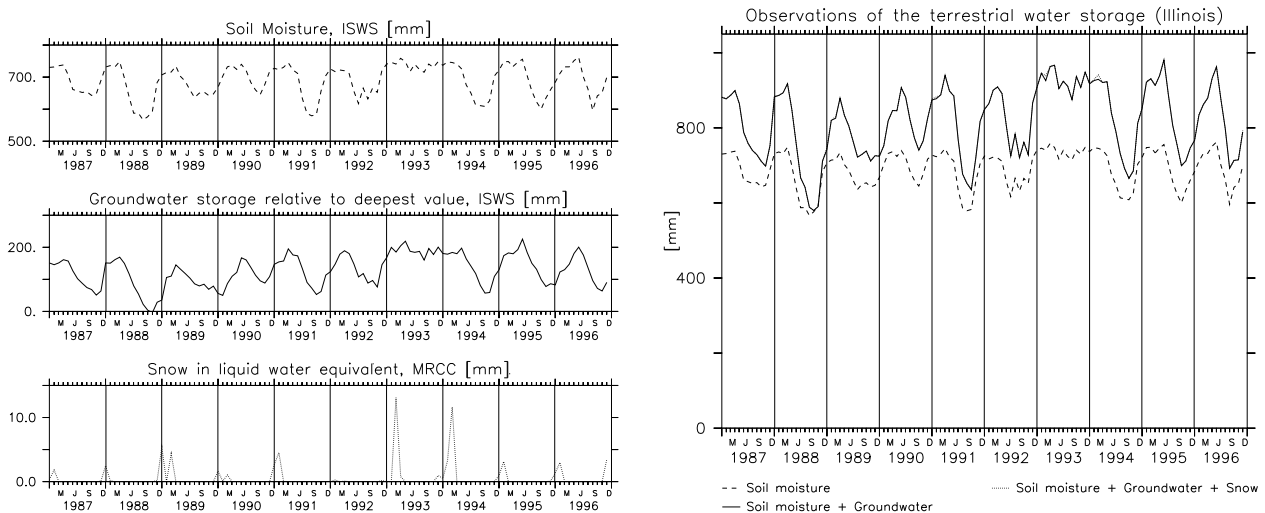 Soil Moisture, ISWS [mm]
700.
500.
M J S D M J S D M J S D M J S D M J S D M J S D M J S D M J S D M J S D M J S D
1987 1988 1989 1990 1991 1992 1993 1994 1995 1996
Groundwater storage relative to deepest value, ISWS [mm]
200.
0.
M J S D M J S D M J S D M J S D M J S D M J S D M J S D M J S D M J S D M J S D
1987 1988 1989 1990 1991 1992 1993 1994 1995 1996
Snow in liquid water equivalent, MRCC [mm]
10.0
0.0
M J S D M J S D M J S D M J S D M J S D M J S D M J S D M J S D M J S D M J S D
1987 1988 1989 1990 1991 1992 1993 1994 1995 1996
Observations of the terrestrial water storage (Illinois)
[mm]
800
400
0
M J S D M J S D M J S D M J S D M J S D M J S D M J S D M J S D M J S D M J S D
1987 1988 1989 1990 1991 1992 1993 1994 1995 1996
Soil moisture
Soil moisture + Groundwater + Snow
Soil moisture + Groundwater